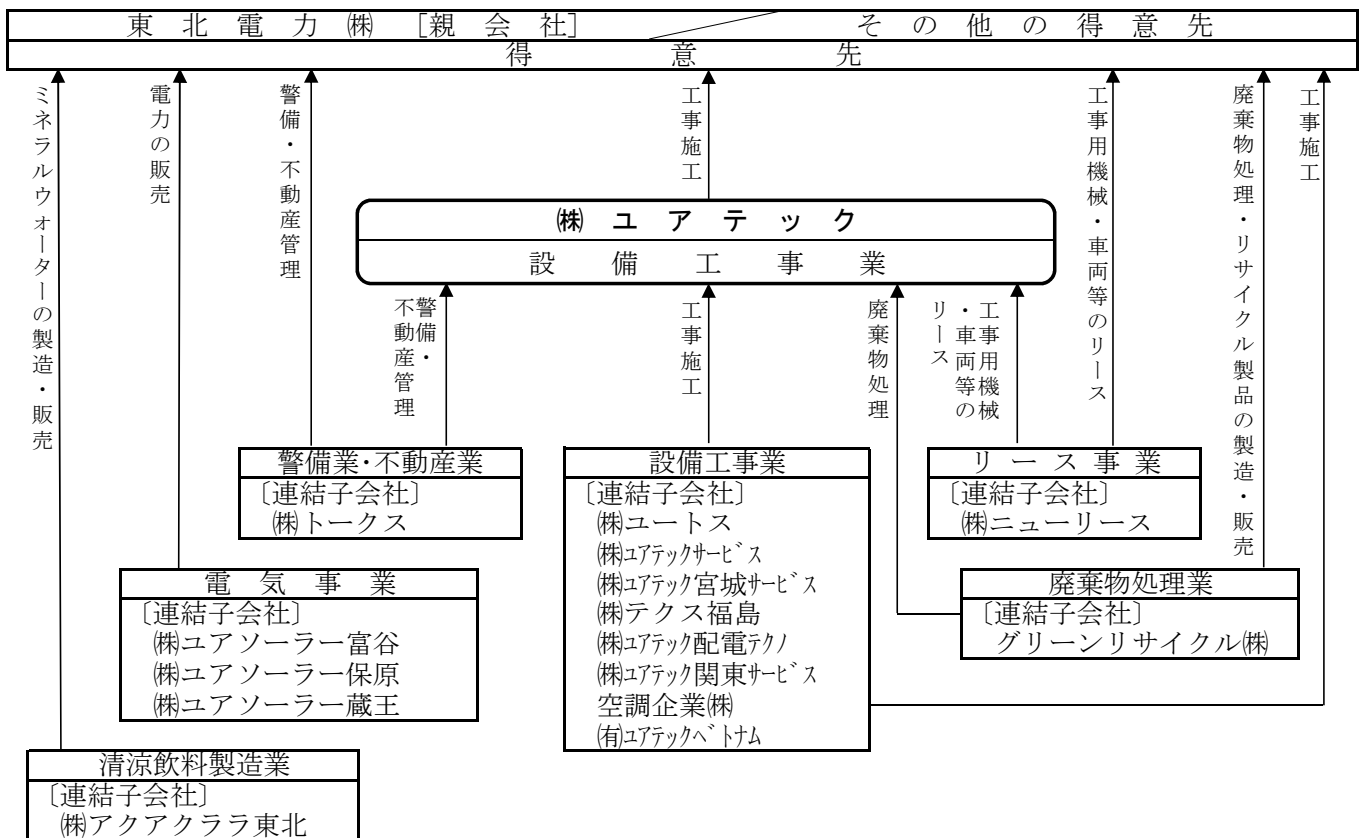 東北電力㈱［親会社］ その他の得意先
得意先
ミネラルウォーターの製造・販売
電力の販売
警備・不動産管理
工事施工
工事用機械・車両等のリース
廃棄物処理・リサイクル製品の製造・販売
工事施工
㈱ユアテック
設備工事業
警備・
不動産管理
工事施工
廃棄物処理
工事用機械
・車両等の
リース
警備業・不動産業
〔連結子会社〕
㈱トークス
設備工事業
〔連結子会社〕
㈱ユートス
㈱ユアテックサービス
㈱ユアテック宮城サービス
㈱テクス福島
㈱ユアテック配電テクノ
㈱ユアテック関東サービス
空調企業㈱
㈲ユアテックベトナム
リース事業
〔連結子会社〕
㈱ニューリース
電気事業
〔連結子会社〕
㈱ユアソーラー富谷
㈱ユアソーラー保原
㈱ユアソーラー蔵王
廃棄物処理業
〔連結子会社〕
グリーンリサイクル㈱
清涼飲料製造業
〔連結子会社〕
㈱アクアクララ東北